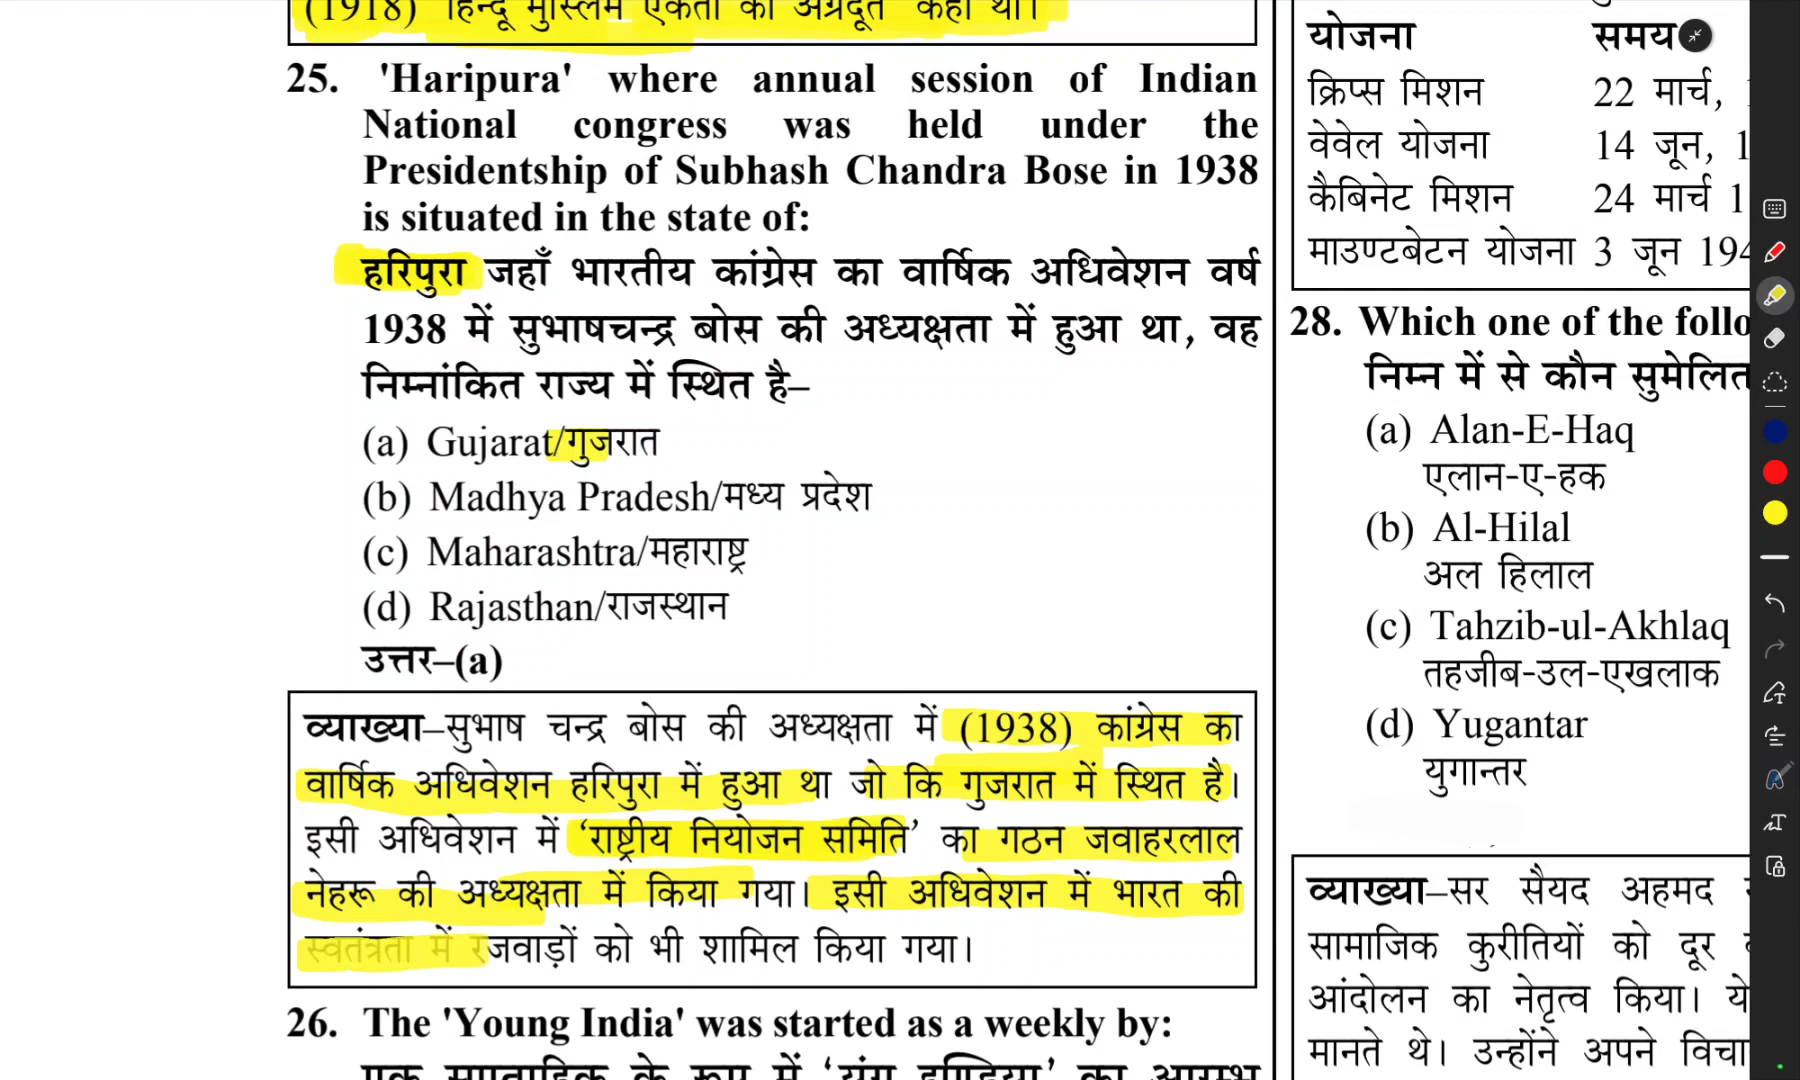 (1918) हिन्दू मुस्लिम एकता का अग्रदूत कहा था।
25. 'Haripura' where annual session of Indian
National congress was held under the
Presidentship of Subhash Chandra Bose in 1938
is situated in the state of:
हरिपुरा जहाँ भारतीय कांग्रेस का वार्षिक अधिवेशन वर्ष
1938 में सुभाषचन्द्र बोस की अध्यक्षता में हुआ था, वह
निम्नांकित राज्य में स्थित है–
(a) Gujarat/गुजरात
(b) Madhya Pradesh/मध्य प्रदेश
(c) Maharashtra/महाराष्ट्र
(d) Rajasthan/राजस्थान
उत्तर–(a)
व्याख्या–सुभाष चन्द्र बोस की अध्यक्षता में (1938) कांग्रेस का
वार्षिक अधिवेशन हरिपुरा में हुआ था जो कि गुजरात में स्थित है।
इसी अधिवेशन में ‘राष्ट्रीय नियोजन समिति’ का गठन जवाहरलाल
नेहरू की अध्यक्षता में किया गया। इसी अधिवेशन में भारत की
स्वतंत्रता में रजवाड़ों को भी शामिल किया गया।
26. The 'Young India' was started as a weekly by:
एक साप्ताहिक के रूप में ‘यंग इण्डिया’ का आरम्भ
योजना समय
क्रिप्स मिशन 22 मार्च,
वेवेल योजना 14 जून, 1
कैबिनेट मिशन 24 मार्च 1
माउण्टबेटन योजना 3 जून 194
28. Which one of the follo
निम्न में से कौन सुमेलित
(a) Alan-E-Haq
एलान-ए-हक
(b) Al-Hilal
अल हिलाल
(c) Tahzib-ul-Akhlaq
तहजीब-उल-एखलाक
(d) Yugantar
युगान्तर
व्याख्या–सर सैयद अहमद
सामाजिक कुरीतियों को दूर
आंदोलन का नेतृत्व किया। ये
मानते थे। उन्होंने अपने विचा